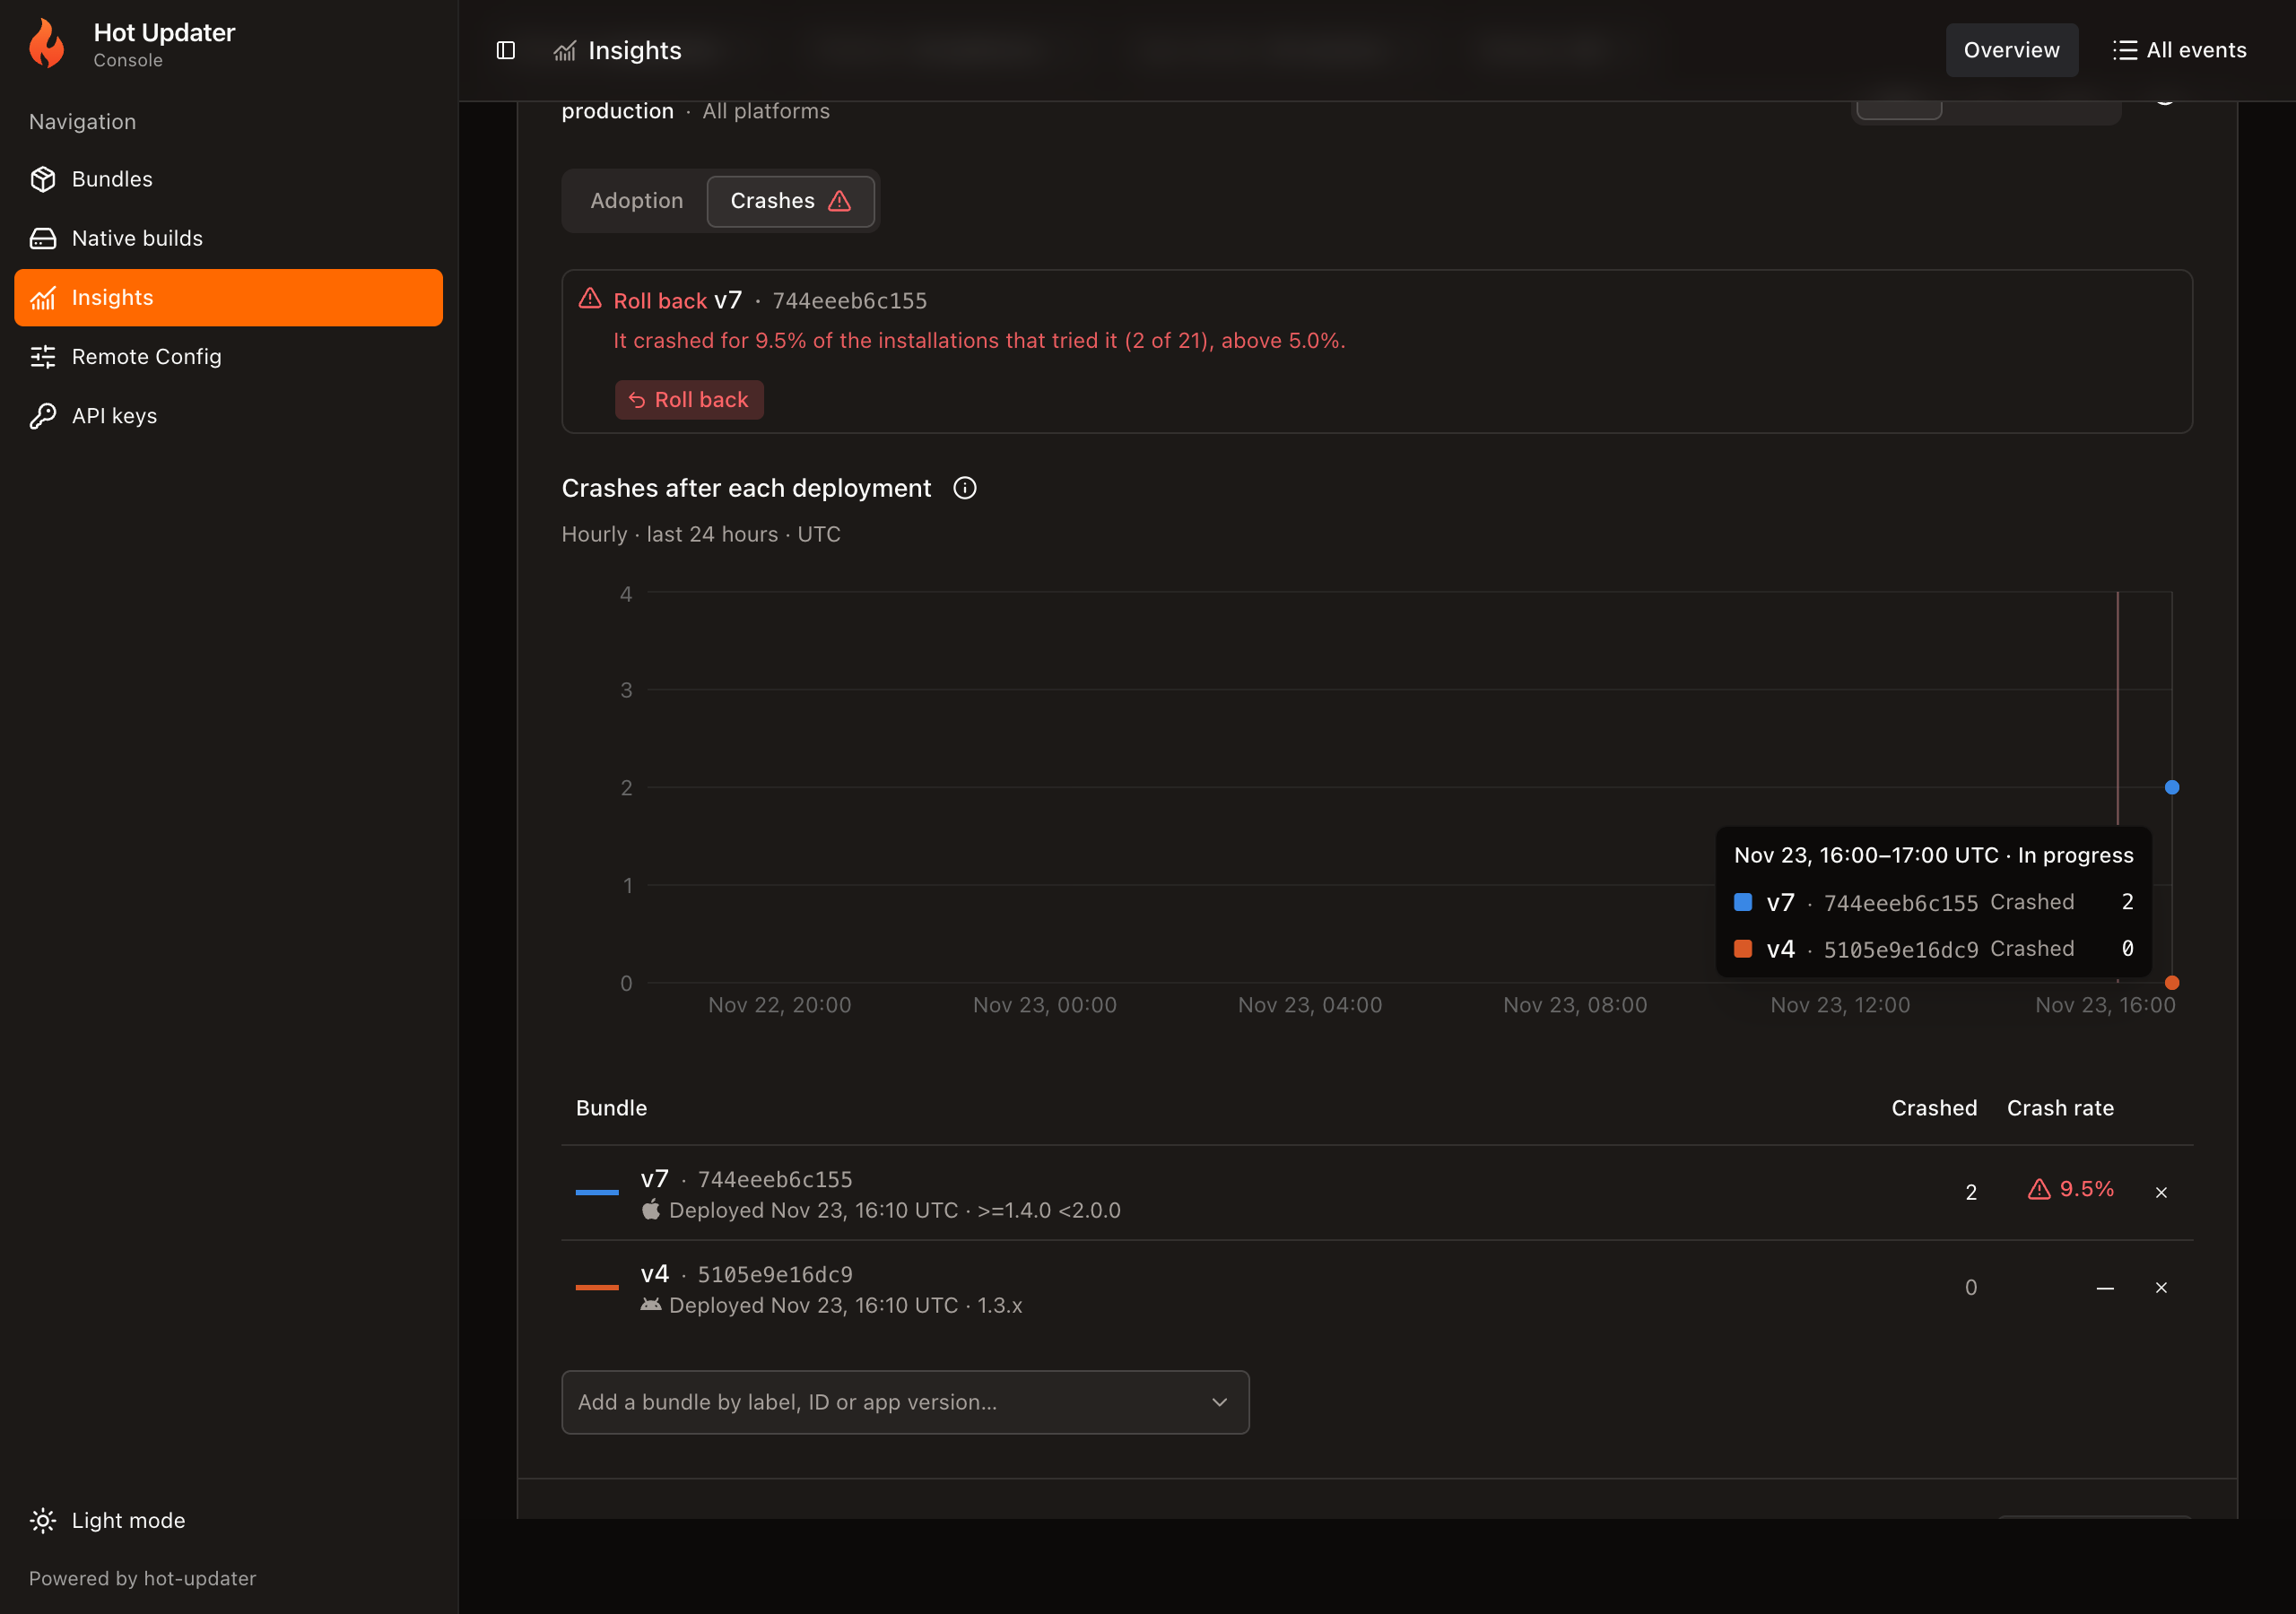 Hot Updater
Console
Navigation
Bundles
Native builds
Insights
Remote Config
API keys
Light mode
Powered by hot-updater
Insights
Overview
All events
production · All platforms
Adoption
Crashes
Roll back v7 · 744eeeb6c155
It crashed for 9.5% of the installations that tried it (2 of 21), above 5.0%.
Roll back
Crashes after each deployment
Hourly · last 24 hours · UTC
4
3
2
1
0
Nov 22, 20:00
Nov 23, 00:00
Nov 23, 04:00
Nov 23, 08:00
Nov 23, 12:00
Nov 23, 16:00
Nov 23, 16:00–17:00 UTC · In progress
v7 · 744eeeb6c155 Crashed 2
v4 · 5105e9e16dc9 Crashed 0
Bundle Crashed Crash rate
v7 · 744eeeb6c155
Deployed Nov 23, 16:10 UTC · >=1.4.0 <2.0.0
2 9.5% ×
v4 · 5105e9e16dc9
Deployed Nov 23, 16:10 UTC · 1.3.x
0 — ×
Add a bundle by label, ID or app version...